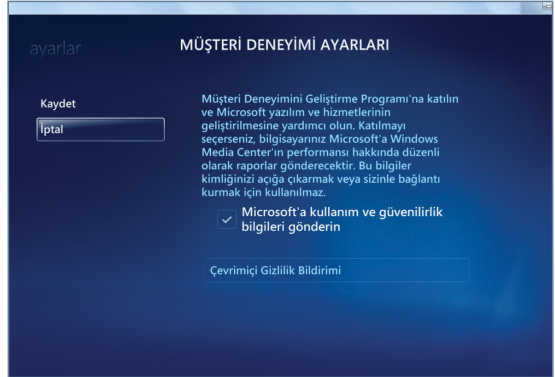 ayarlar
MÜŞTERİ DENEYİMİ AYARLARI
Kaydet
İptal
Müşteri Deneyimini Geliştirme Programı'na katılın
ve Microsoft yazılım ve hizmetlerinin
geliştirilmesine yardımcı olun. Katılmayı
seçerseniz, bilgisayarınız Microsoft'a Windows
Media Center'ın performansı hakkında düzenli
olarak raporlar gönderecektir. Bu bilgiler
kimliğinizi açığa çıkarmak veya sizinle bağlantı
kurmak için kullanılmaz.
Microsoft'a kullanım ve güvenilirlik
bilgileri gönderin
Çevrimiçi Gizlilik Bildirimi